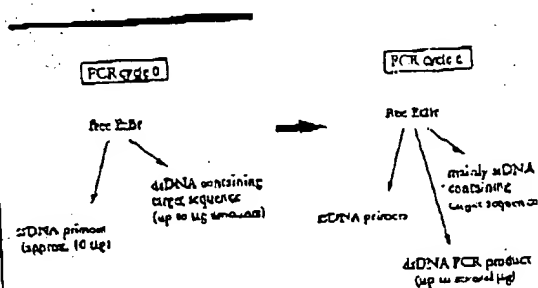 PCR cycle 0
free EtBr
dsDNA containing
target sequence
(up to µg amounts)
ssDNA primers
(approx. 10 µg)
PCR cycle
free EtBr
mainly ssDNA
containing
target sequence
ssDNA primers
dsDNA PCR product
(up to several µg)